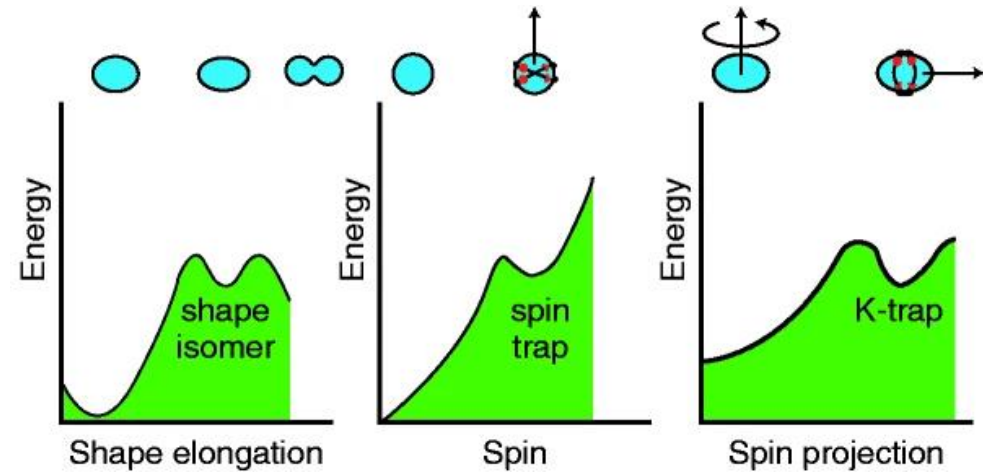 Energy
shape
isomer
Shape elongation
Energy
spin
trap
Spin
Energy
K-trap
Spin projection